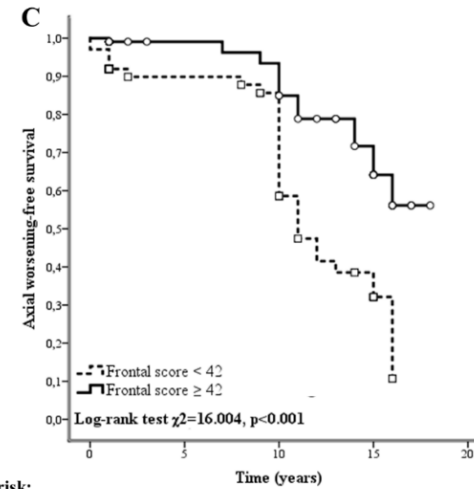 C
Axial worsening-free survival
1,0
0,9
0,8
0,7
0,6
0,5
0,4
0,3
0,2
0,1
0,0
Frontal score < 42
Frontal score ≥ 42
Log-rank test χ2=16.004, p<0.001
0 5 10 15 20
Time (years)
risk: